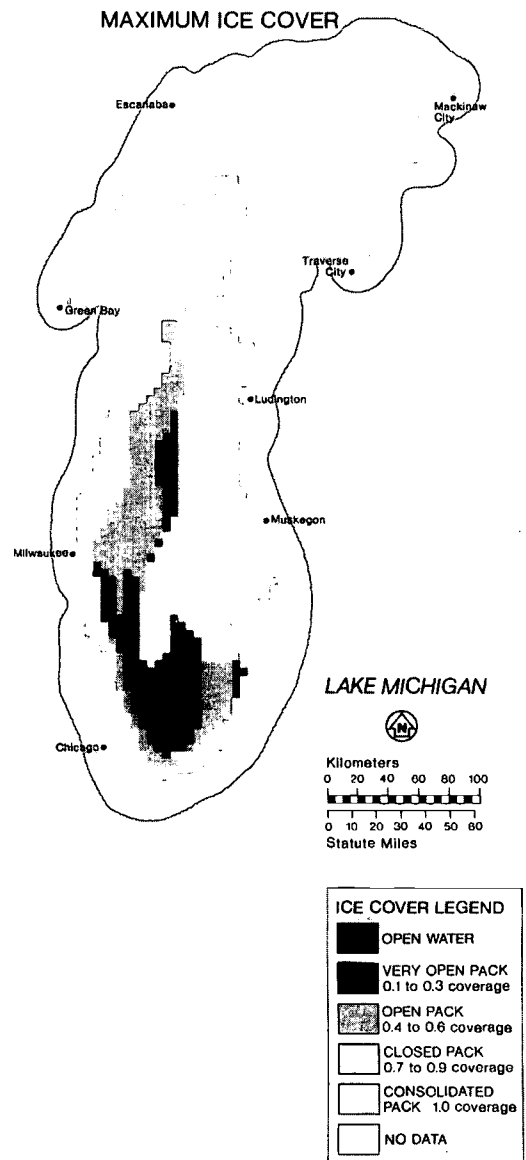 MAXIMUM ICE COVER
Escanaba
Mackinaw
City
Traverse
City
Green Bay
Ludington
Muskegon
Milwaukee
LAKE MICHIGAN
N
Chicago
Kilometers
0 20 40 60 80 100
0 10 20 30 40 50 60
Statute Miles
ICE COVER LEGEND
OPEN WATER
VERY OPEN PACK
0.1 to 0.3 coverage
OPEN PACK
0.4 to 0.6 coverage
CLOSED PACK
0.7 to 0.9 coverage
CONSOLIDATED
PACK 1.0 coverage
NO DATA